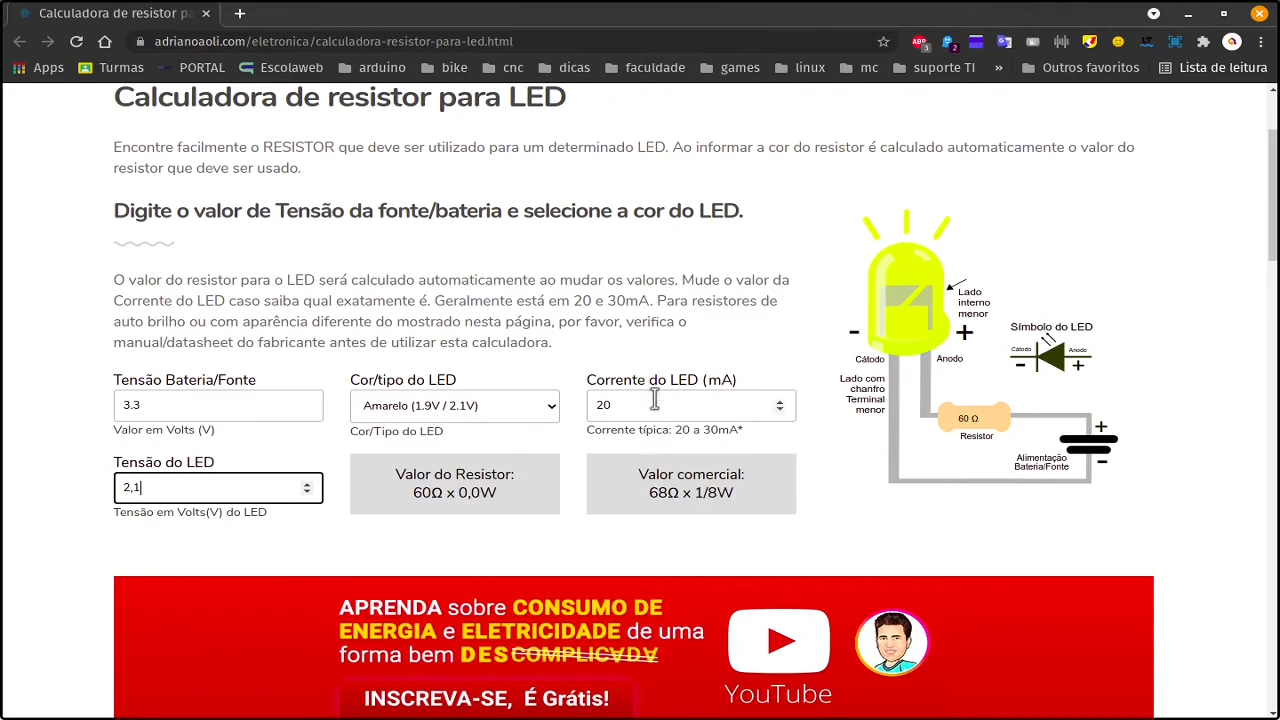 Calculadora de resistor pa
adrianoaoli.com/eletronica/calculadora-resistor-para-led.html
ABP
3
2
Apps
Turmas
PORTAL
Escolaweb
arduino
bike
cnc
dicas
faculdade
games
linux
mc
suporte TI
»
Outros favoritos
Lista de leitura
Calculadora de resistor para LED
Encontre facilmente o RESISTOR que deve ser utilizado para um determinado LED. Ao informar a cor do resistor é calculado automaticamente o valor do
resistor que deve ser usado.
Digite o valor de Tensão da fonte/bateria e selecione a cor do LED.
O valor do resistor para o LED será calculado automaticamente ao mudar os valores. Mude o valor da
Corrente do LED caso saiba qual exatamente é. Geralmente está em 20 e 30mA. Para resistores de
auto brilho ou com aparência diferente do mostrado nesta página, por favor, verifica o
manual/datasheet do fabricante antes de utilizar esta calculadora.
Tensão Bateria/Fonte
3.3
Valor em Volts (V)
Cor/tipo do LED
Amarelo (1.9V / 2.1V)
Cor/Tipo do LED
Corrente do LED (mA)
20
Corrente típica: 20 a 30mA*
Tensão do LED
2,1
Tensão em Volts(V) do LED
Valor do Resistor:
60Ω x 0,0W
Valor comercial:
68Ω x 1/8W
Lado
interno
menor
-
+
Cátodo
Anodo
Lado com
chanfro
Terminal
menor
Símbolo do LED
Cátodo
Anodo
-
+
60 Ω
Resistor
+
-
Alimentação
Bateria/Fonte
APRENDA sobre CONSUMO DE
ENERGIA e ELETRICIDADE de uma
forma bem DESCOMPLICADA
INSCREVA-SE, É Grátis!
YouTube